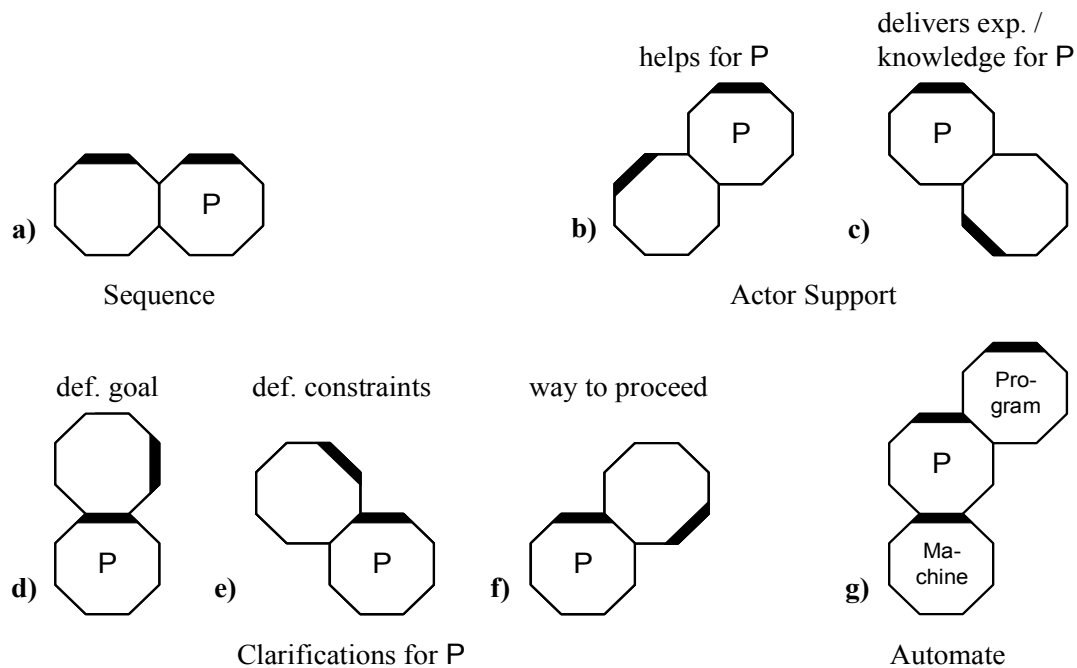 delivers exp. /
helps for P
knowledge for P
P
P
P
a)
b)
c)
Sequence
Actor Support
def. goal
def. constraints
way to proceed
Pro-
gram
P
P
P
P
Ma-
chine
d)
e)
f)
g)
Clarifications for P
Automate